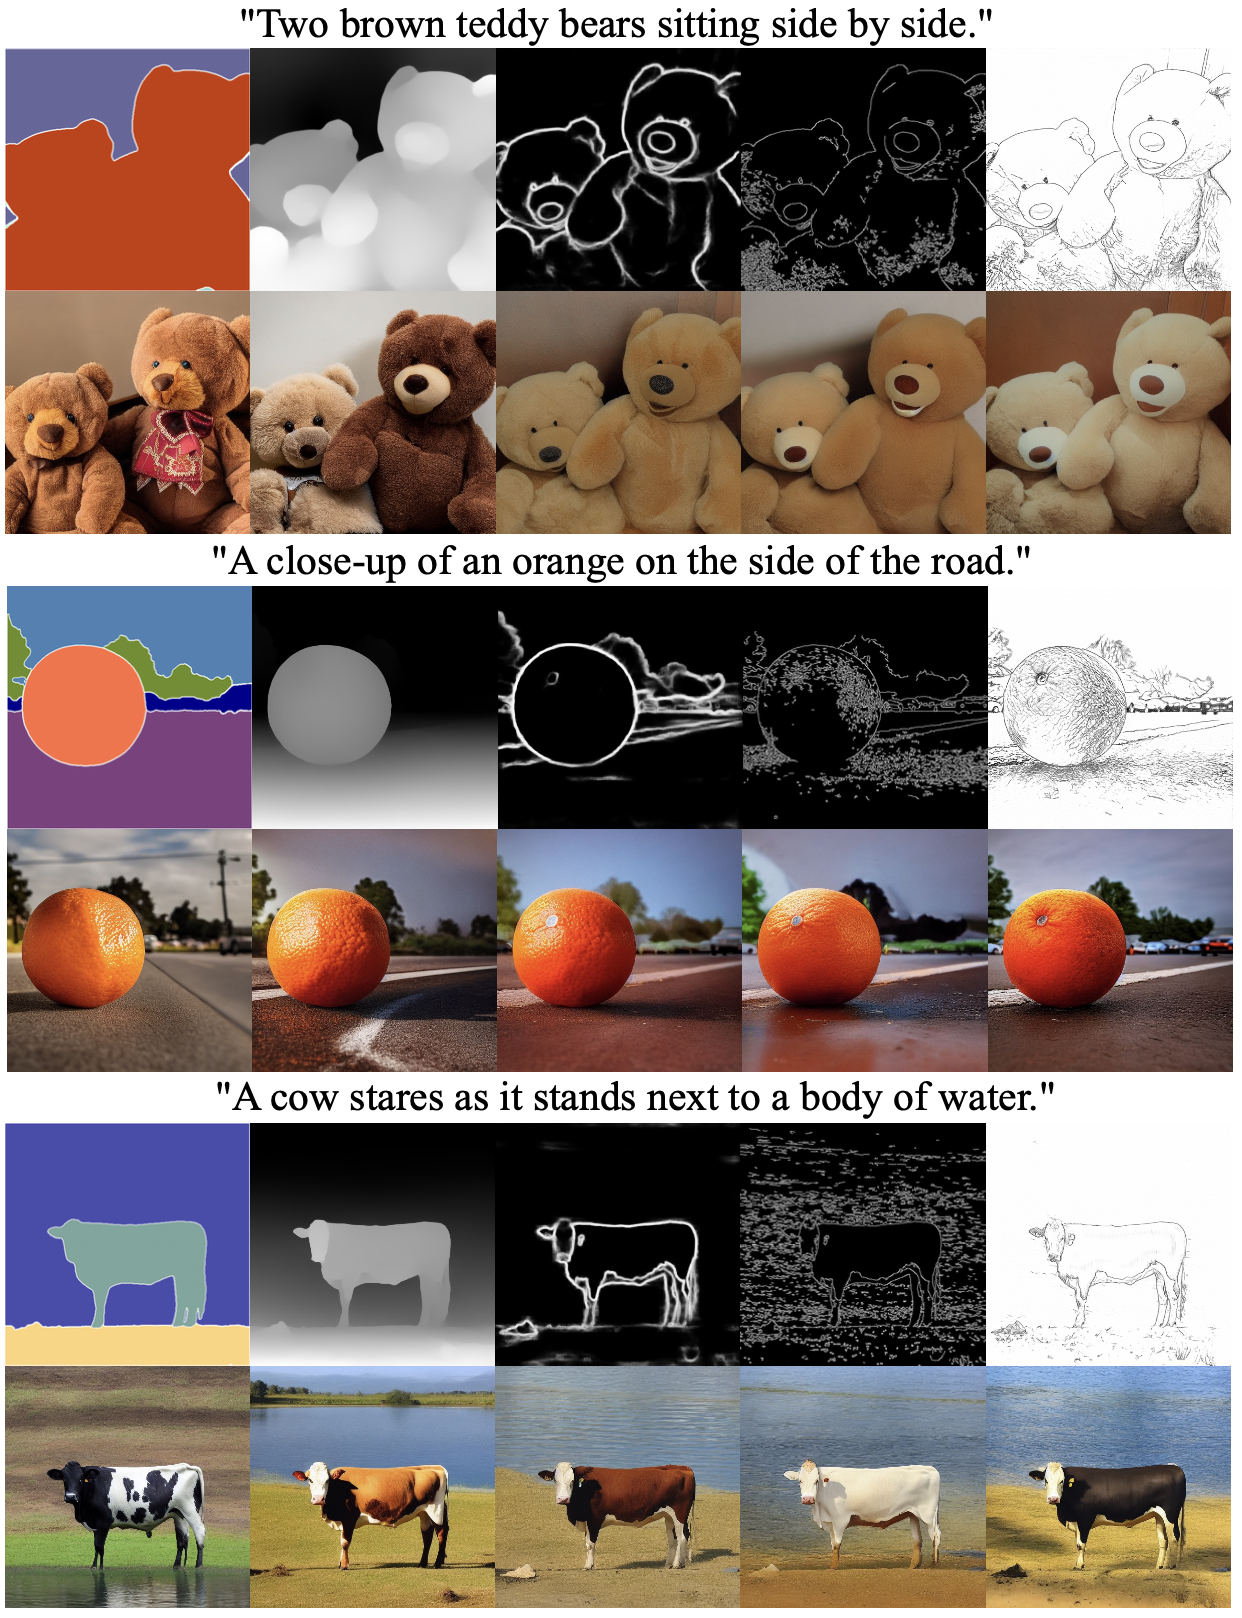 "Two brown teddy bears sitting side by side."
"A close-up of an orange on the side of the road."
"A cow stares as it stands next to a body of water."